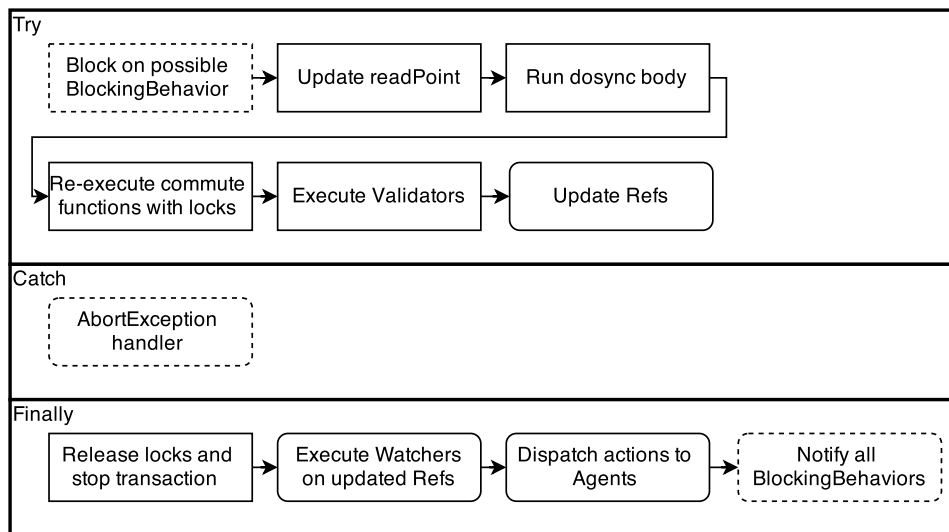 Try
Block on possible
BlockingBehavior
Update readPoint
Run dosync body
Re-execute commute
functions with locks
Execute Validators
Update Refs
Catch
AbortException
handler
Finally
Release locks and
stop transaction
Execute Watchers
on updated Refs
Dispatch actions to
Agents
Notify all
BlockingBehaviors